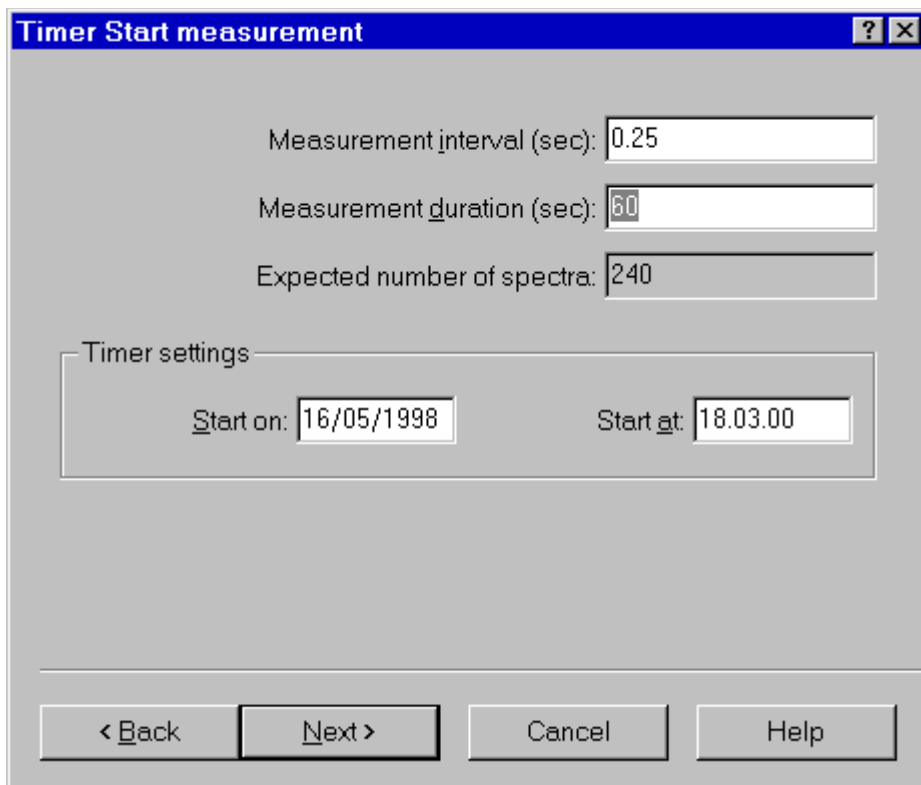 Timer Start measurement
Measurement interval (sec): 0.25
Measurement duration (sec): 60
Expected number of spectra: 240
Timer settings
Start on: 16/05/1998 Start at: 18.03.00
< Back Next > Cancel Help